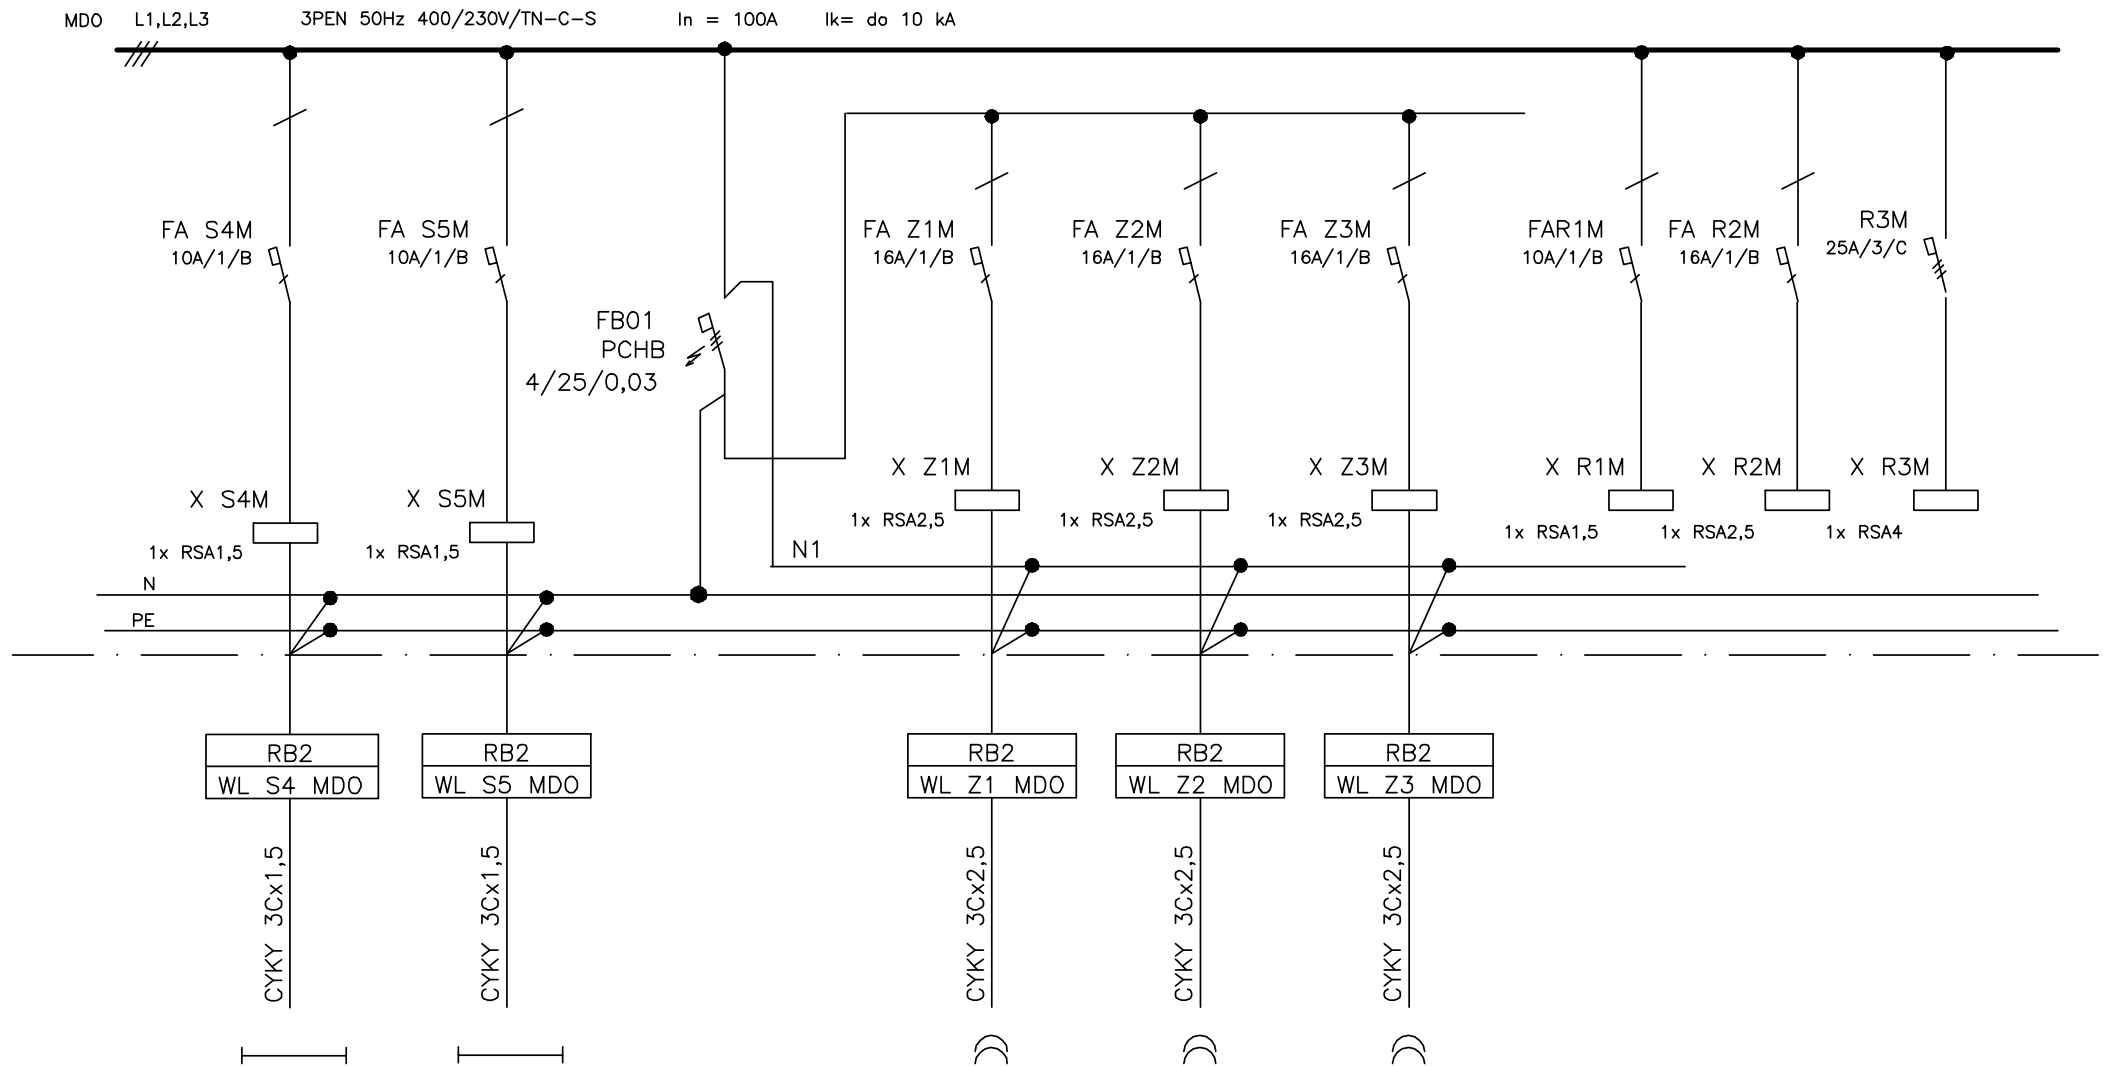 MDO L1,L2,L3 3PEN 50Hz 400/230V/TN-C-S In = 100A Ik= do 10 kA
FA S4M
10A/1/B
FA S5M
10A/1/B
FB01
PCHB
4/25/0,03
FA Z1M
16A/1/B
FA Z2M
16A/1/B
FA Z3M
16A/1/B
FAR1M
10A/1/B
FA R2M
16A/1/B
R3M
25A/3/C
X S4M
1x RSA1,5
X S5M
1x RSA1,5
X Z1M
1x RSA2,5
X Z2M
1x RSA2,5
X Z3M
1x RSA2,5
X R1M
1x RSA1,5
X R2M
1x RSA2,5
X R3M
1x RSA4
N1
N
PE
RB2
WL S4 MDO
RB2
WL S5 MDO
RB2
WL Z1 MDO
RB2
WL Z2 MDO
RB2
WL Z3 MDO
CYKY 3Cx1,5
CYKY 3Cx1,5
CYKY 3Cx2,5
CYKY 3Cx2,5
CYKY 3Cx2,5